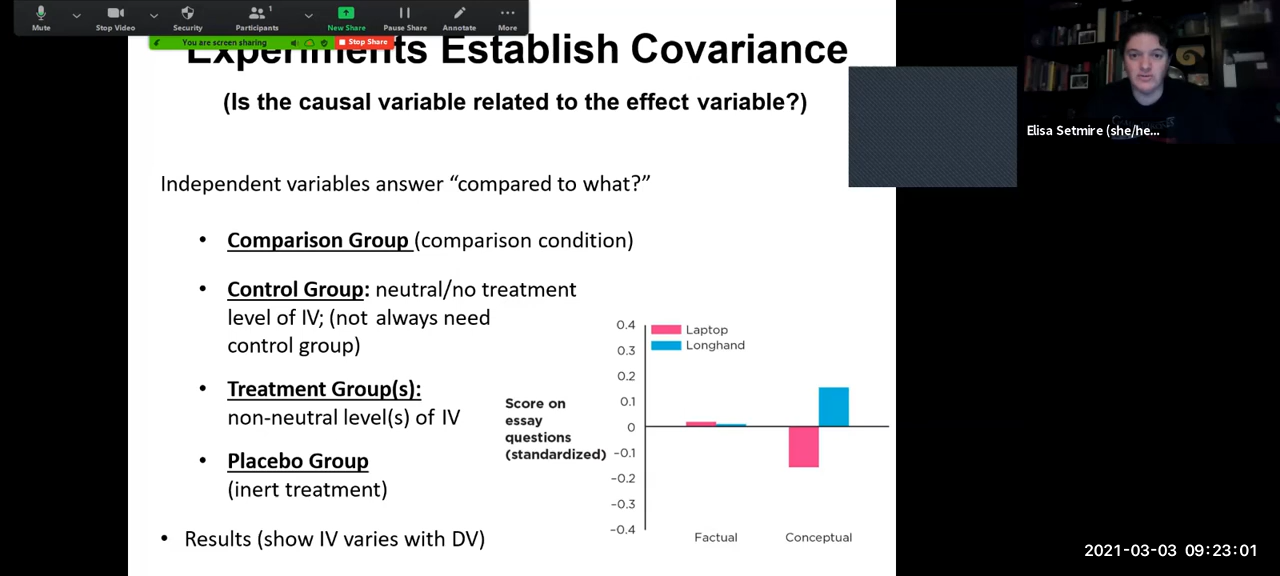 Mute
Stop Video
Security
1
Participants
New Share
Pause Share
Annotate
More
You are screen sharing
Stop Share
Experiments Establish Covariance
(Is the causal variable related to the effect variable?)
Elisa Setmire (she/he...
Independent variables answer “compared to what?”
• Comparison Group (comparison condition)
• Control Group: neutral/no treatment
level of IV; (not always need
control group)
• Treatment Group(s):
non-neutral level(s) of IV
• Placebo Group
(inert treatment)
• Results (show IV varies with DV)
Laptop
Longhand
Score on
essay
questions
(standardized)
0.4
0.3
0.2
0.1
0
−0.1
−0.2
−0.3
−0.4
Factual
Conceptual
2021-03-03 09:23:01